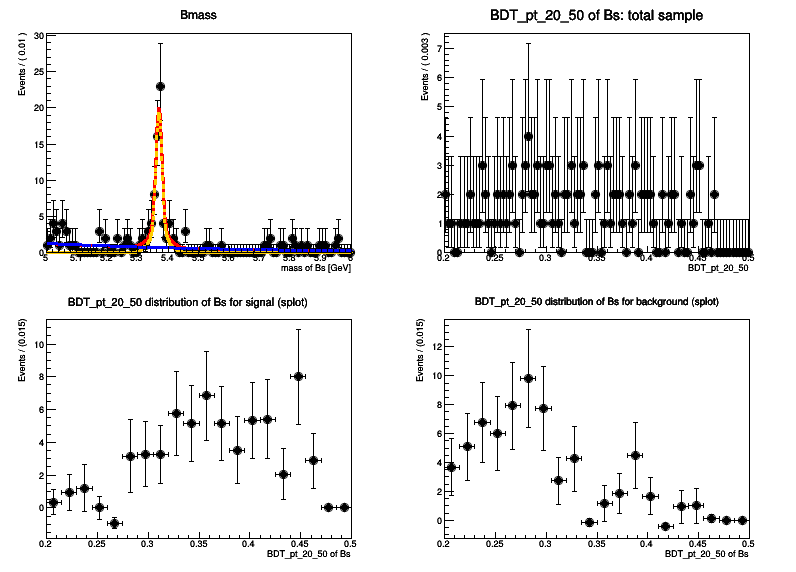 Bmass
Events / ( 0.01 )
30
25
20
15
10
5
0
5 5.1 5.2 5.3 5.4 5.5 5.6 5.7 5.8 5.9 6
mass of Bs [GeV]
BDT_pt_20_50 of Bs: total sample
Events / ( 0.003 )
7
6
5
4
3
2
1
0
0.2 0.25 0.3 0.35 0.4 0.45 0.5
BDT_pt_20_50
BDT_pt_20_50 distribution of Bs for signal (splot)
Events / (0.015)
10
8
6
4
2
0
0.2 0.25 0.3 0.35 0.4 0.45 0.5
BDT_pt_20_50 of Bs
BDT_pt_20_50 distribution of Bs for background (splot)
Events / (0.015)
12
10
8
6
4
2
0
0.2 0.25 0.3 0.35 0.4 0.45 0.5
BDT_pt_20_50 of Bs